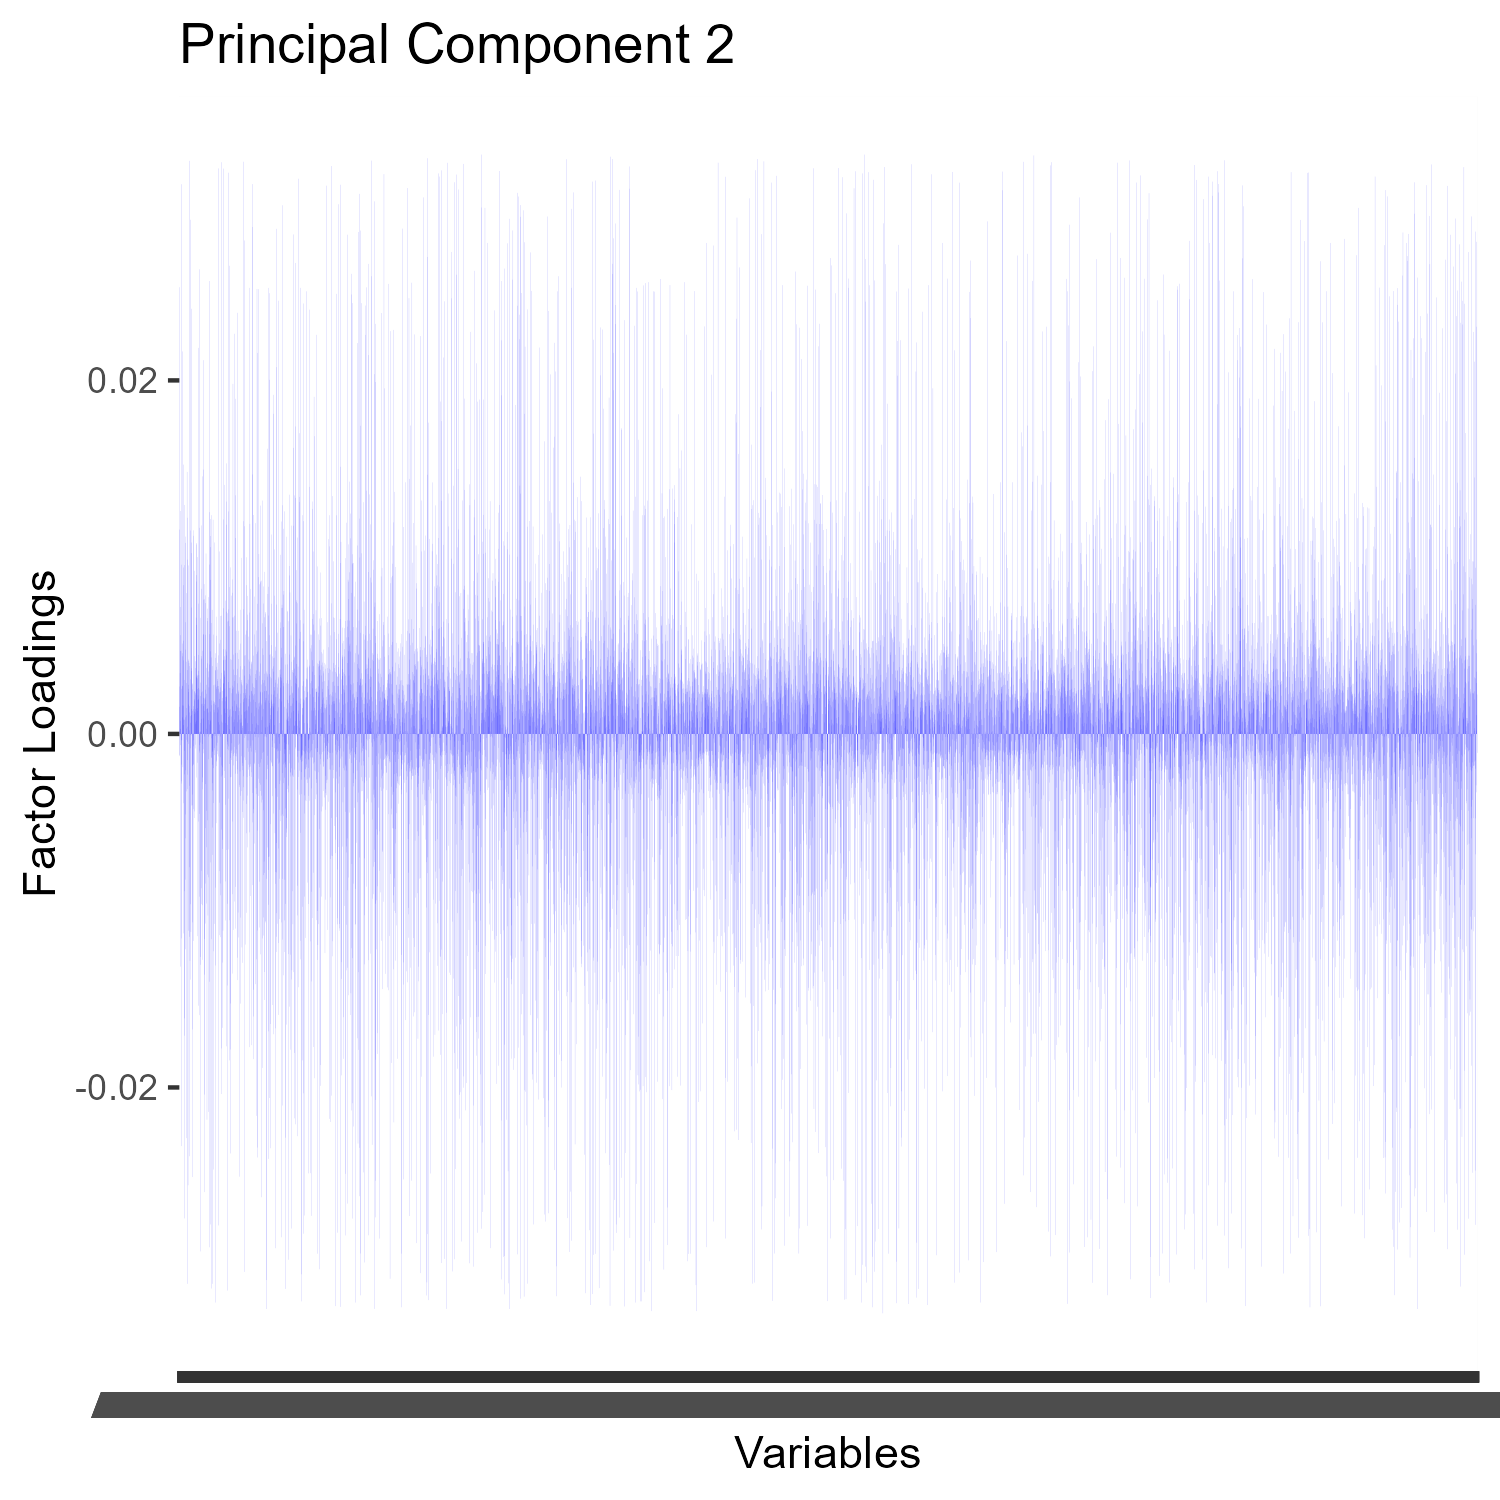 Principal Component 2
Factor Loadings
0.02
0.00
-0.02
Variables